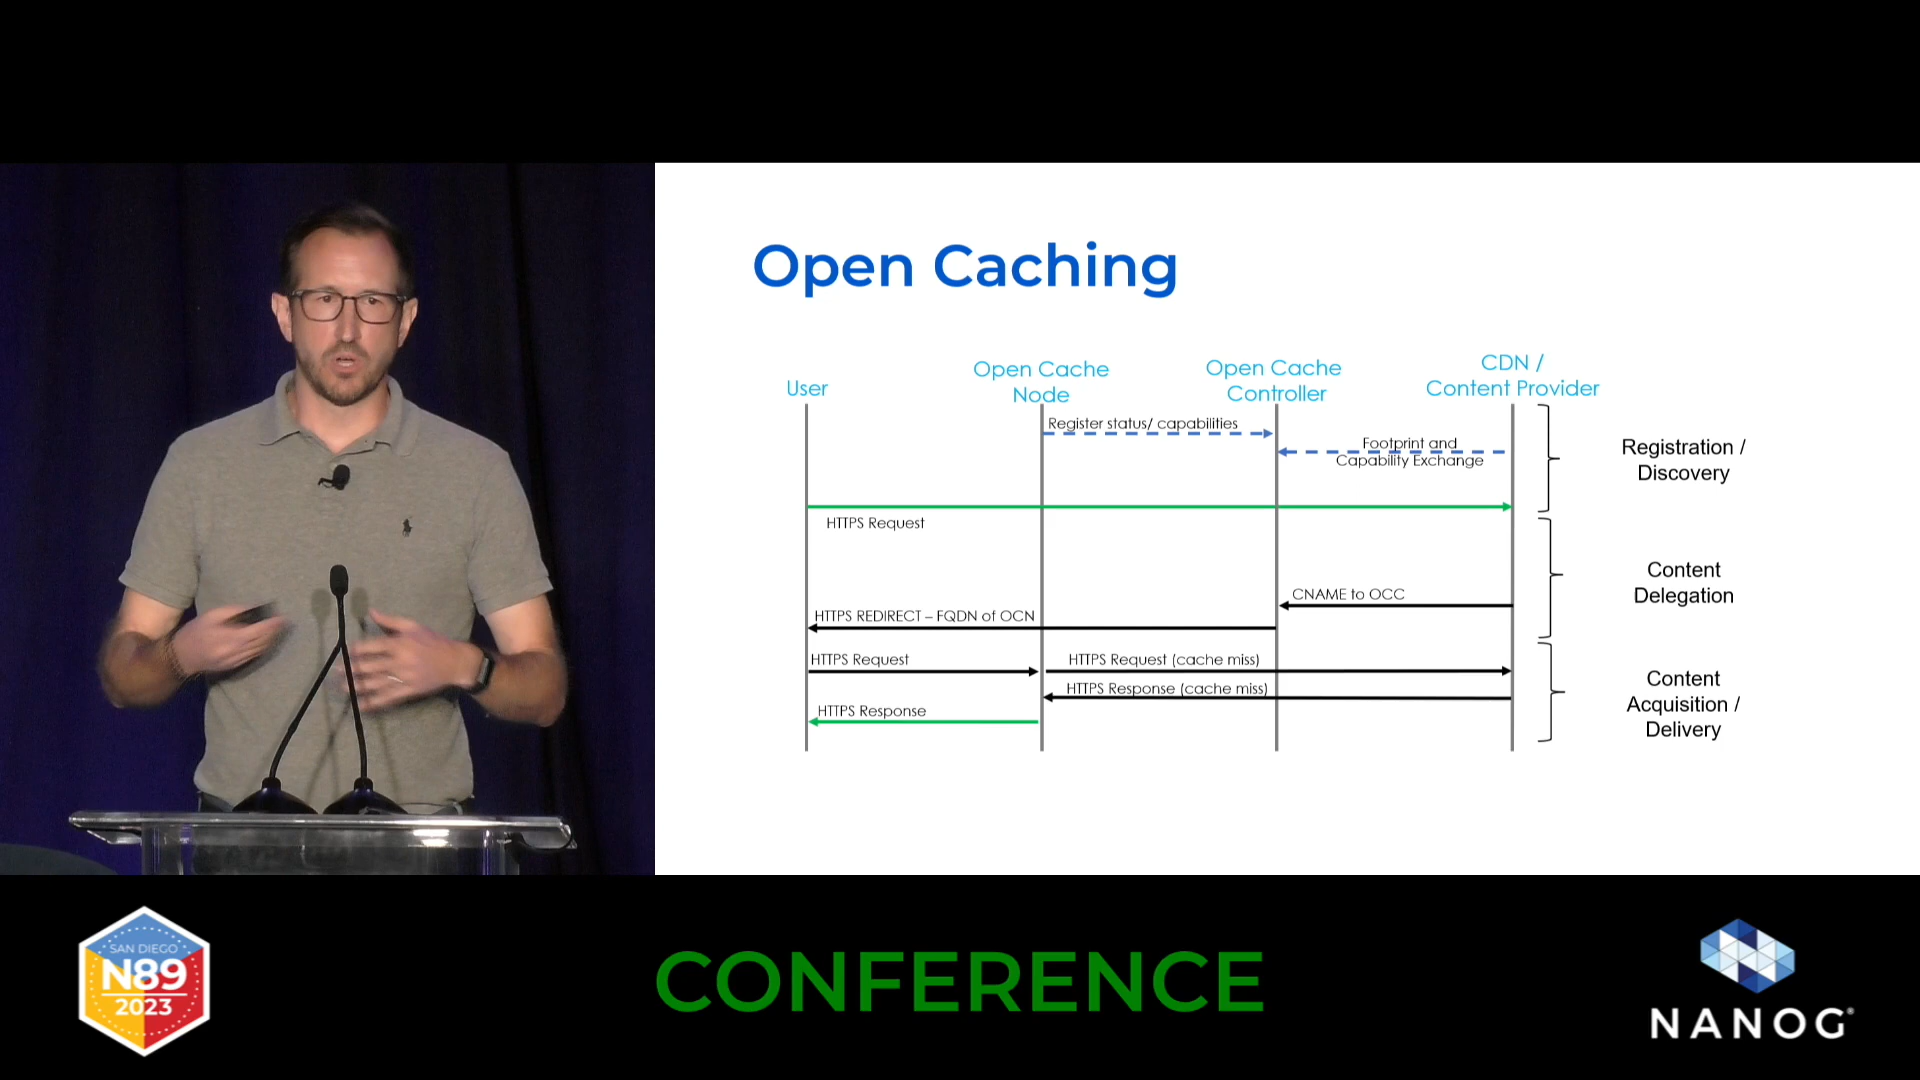 Open Caching
User
Open Cache
Node
Open Cache
Controller
CDN /
Content Provider
Register status/ capabilities
Footprint and
Capability Exchange
Registration /
Discovery
HTTPS Request
Content
Delegation
CNAME to OCC
HTTPS REDIRECT – FQDN of OCN
HTTPS Request
HTTPS Request (cache miss)
HTTPS Response (cache miss)
HTTPS Response
Content
Acquisition /
Delivery
SAN DIEGO
N89
2023
CONFERENCE
NANOG®